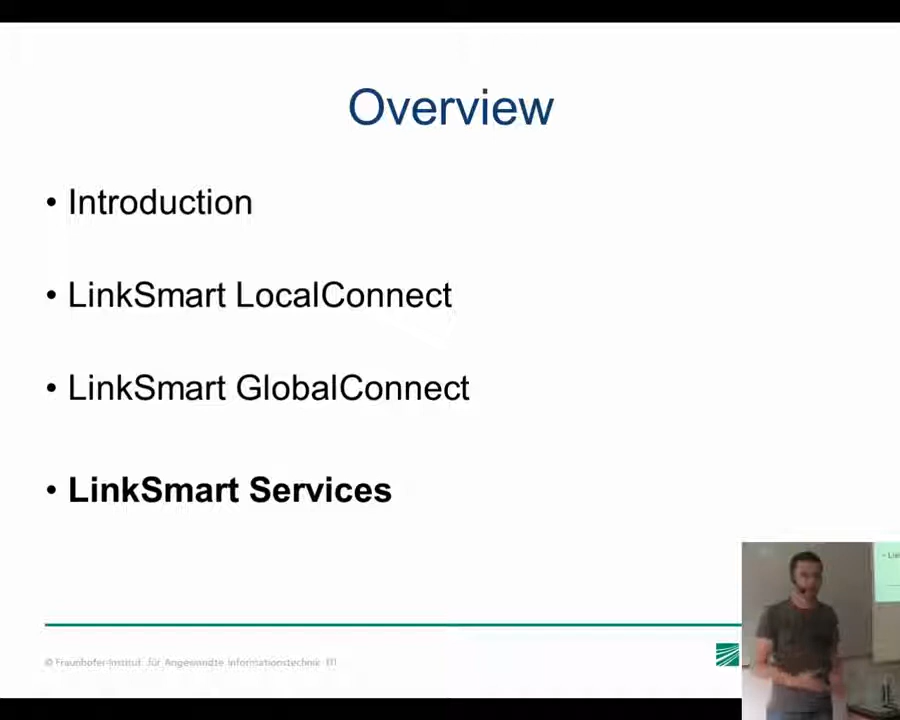 Overview
• Introduction
• LinkSmart LocalConnect
• LinkSmart GlobalConnect
• LinkSmart Services
© Fraunhofer-Institut für Angewandte Informationstechnik FIT